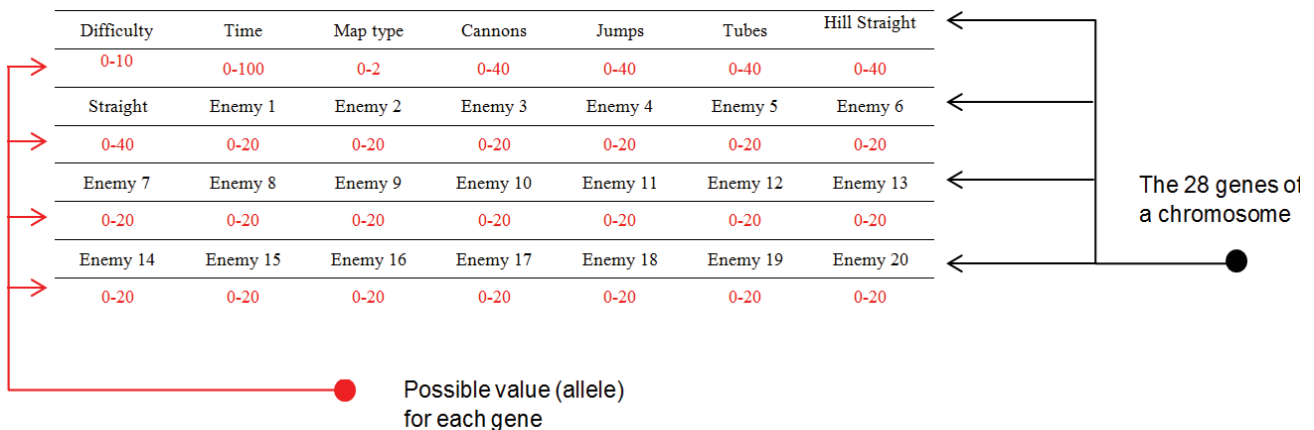 Difficulty Time Map type Cannons Jumps Tubes Hill Straight
0-10 0-100 0-2 0-40 0-40 0-40 0-40
Straight Enemy 1 Enemy 2 Enemy 3 Enemy 4 Enemy 5 Enemy 6
0-40 0-20 0-20 0-20 0-20 0-20 0-20
Enemy 7 Enemy 8 Enemy 9 Enemy 10 Enemy 11 Enemy 12 Enemy 13
0-20 0-20 0-20 0-20 0-20 0-20 0-20
Enemy 14 Enemy 15 Enemy 16 Enemy 17 Enemy 18 Enemy 19 Enemy 20
0-20 0-20 0-20 0-20 0-20 0-20 0-20
The 28 genes of
a chromosome
Possible value (allele)
for each gene